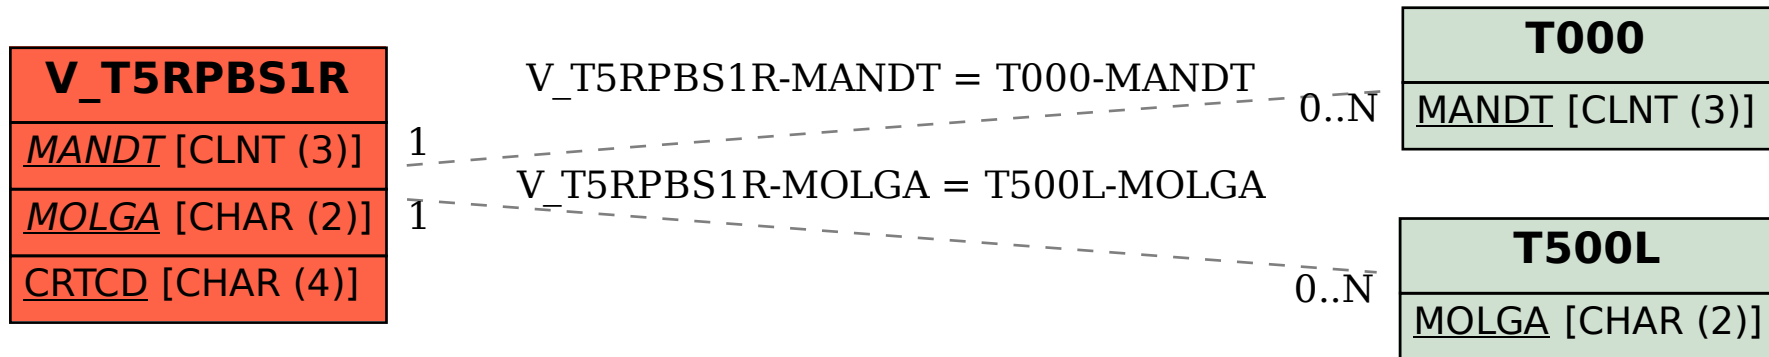 V_T5RPBS1R
MANDT [CLNT (3)]
MOLGA [CHAR (2)]
CRTCD [CHAR (4)]
V_T5RPBS1R-MANDT = T000-MANDT
1
0..N
V_T5RPBS1R-MOLGA = T500L-MOLGA
1
0..N
T000
MANDT [CLNT (3)]
T500L
MOLGA [CHAR (2)]